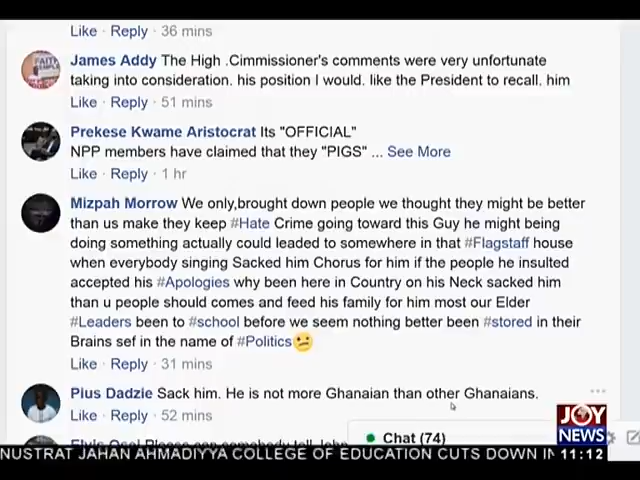 Like · Reply · 36 mins
James Addy The High .Cimmissioner's comments were very unfortunate
taking into consideration. his position I would. like the President to recall. him
Like · Reply · 51 mins
Prekese Kwame Aristocrat Its "OFFICIAL"
NPP members have claimed that they "PIGS" ... See More
Like · Reply · 1 hr
Mizpah Morrow We only,brought down people we thought they might be better
than us make they keep #Hate Crime going toward this Guy he might being
doing something actually could leaded to somewhere in that #Flagstaff house
when everybody singing Sacked him Chorus for him if the people he insulted
accepted his #Apologies why been here in Country on his Neck sacked him
than u people should comes and feed his family for him most our Elder
#Leaders been to #school before we seem nothing better been #stored in their
Brains sef in the name of #Politics
Like · Reply · 31 mins
Pius Dadzie Sack him. He is not more Ghanaian than other Ghanaians.
Like · Reply · 52 mins
Chat (74)
JOY
NEWS
NUSTRAT JAHAN AHMADIYYA COLLEGE OF EDUCATION CUTS DOWN IN 11:12